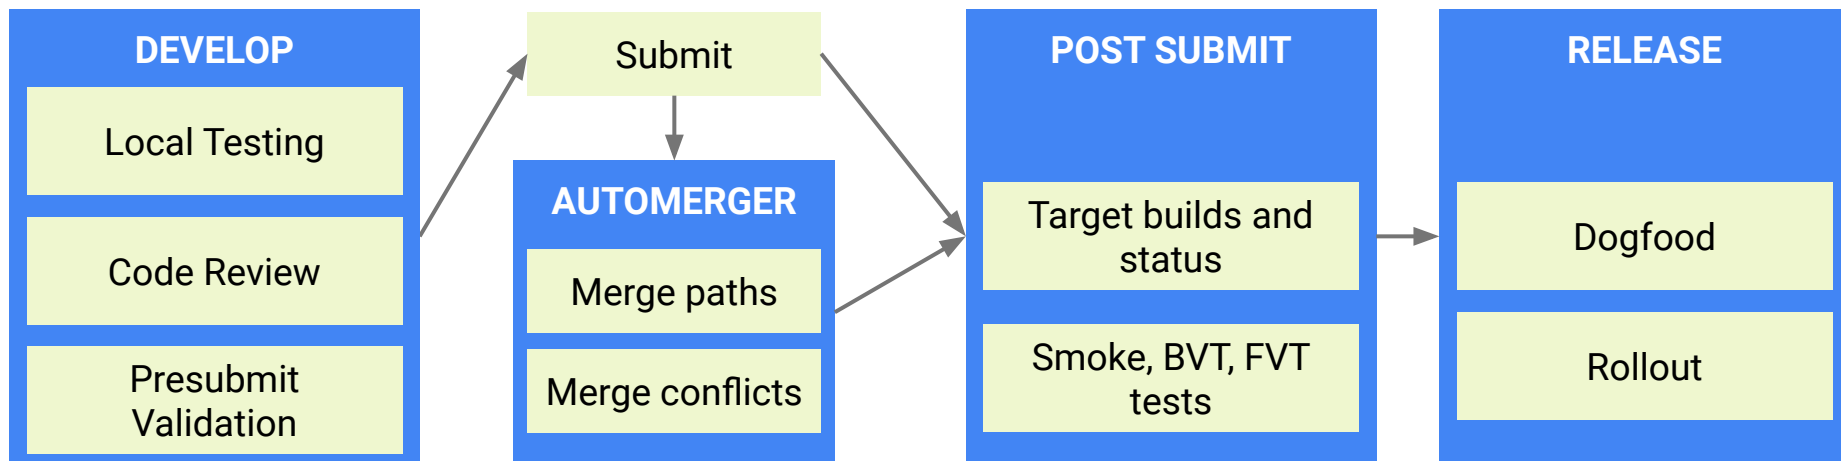 DEVELOP
Local Testing
Code Review
Presubmit
Validation
Submit
AUTOMERGER
Merge paths
Merge conflicts
POST SUBMIT
Target builds and
status
Smoke, BVT, FVT
tests
RELEASE
Dogfood
Rollout